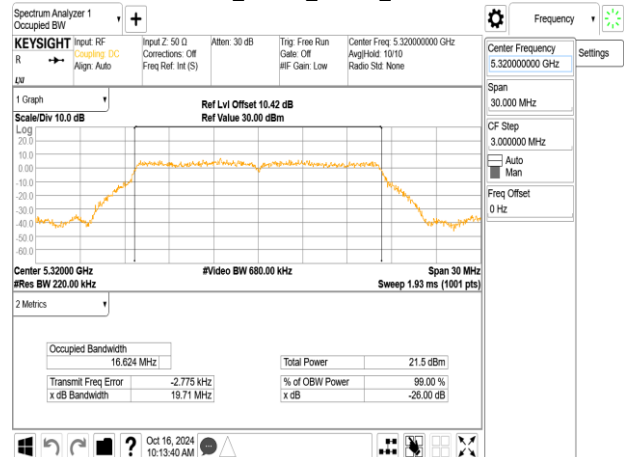 Spectrum Analyzer 1
Occupied BW
+
Frequency
KEYSIGHT
R
LXI
Input: RF
Coupling: DC
Align: Auto
Input Z: 50 Ω
Corrections: Off
Freq Ref: Int (S)
Atten: 30 dB
Trig: Free Run
Gate: Off
#IF Gain: Low
Center Freq: 5.320000000 GHz
Avg|Hold: 10/10
Radio Std: None
Center Frequency
5.320000000 GHz
Settings
Span
30.000 MHz
CF Step
3.000000 MHz
Auto
Man
Freq Offset
0 Hz
1 Graph
Scale/Div 10.0 dB
Ref Lvl Offset 10.42 dB
Ref Value 30.00 dBm
Log
20.0
10.0
0.00
-10.0
-20.0
-30.0
-40.0
-50.0
-60.0
Center 5.32000 GHz
#Video BW 680.00 kHz
Span 30 MHz
#Res BW 220.00 kHz
Sweep 1.93 ms (1001 pts)
2 Metrics
Occupied Bandwidth
16.624 MHz
Total Power 21.5 dBm
Transmit Freq Error -2.775 kHz
% of OBW Power 99.00 %
x dB Bandwidth 19.71 MHz
x dB -26.00 dB
?
Oct 16, 2024
10:13:40 AM